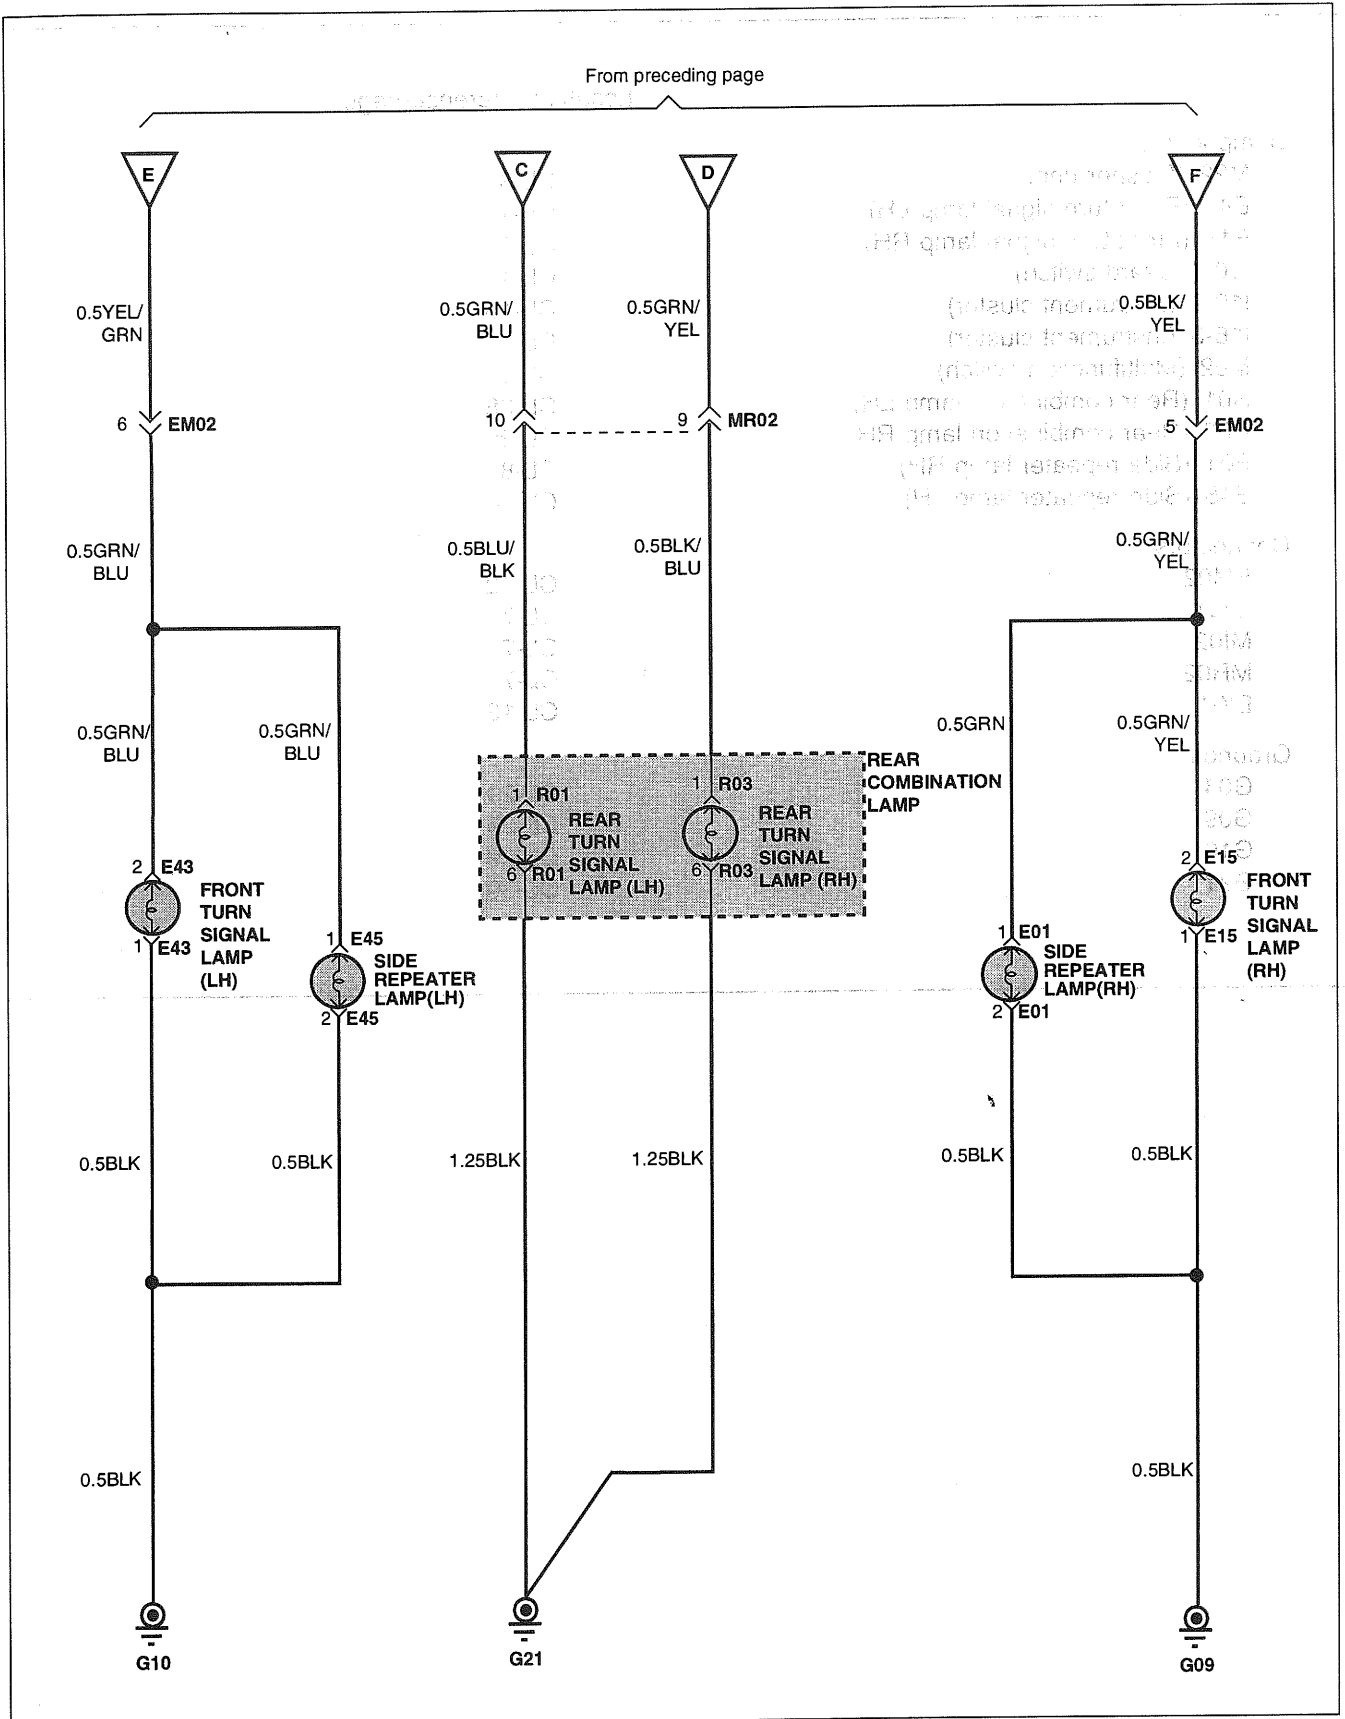 From preceding page
E
C
D
F
0.5YEL/
GRN
0.5GRN/
BLU
0.5GRN/
YEL
0.5BLK/
YEL
6
EM02
10
9
MR02
5
EM02
0.5GRN/
BLU
0.5BLU/
BLK
0.5BLK/
BLU
0.5GRN/
YEL
0.5GRN/
BLU
0.5GRN/
BLU
0.5GRN
0.5GRN/
YEL
REAR
COMBINATION
LAMP
1 R01
REAR
TURN
SIGNAL
LAMP (LH)
6 R01
1 R03
REAR
TURN
SIGNAL
LAMP (RH)
6 R03
2 E43
FRONT
TURN
SIGNAL
LAMP
(LH)
1 E43
1 E45
SIDE
REPEATER
LAMP(LH)
2 E45
1 E01
SIDE
REPEATER
LAMP(RH)
2 E01
2 E15
FRONT
TURN
SIGNAL
LAMP
(RH)
1 E15
0.5BLK
0.5BLK
1.25BLK
1.25BLK
0.5BLK
0.5BLK
0.5BLK
0.5BLK
G10
G21
G09